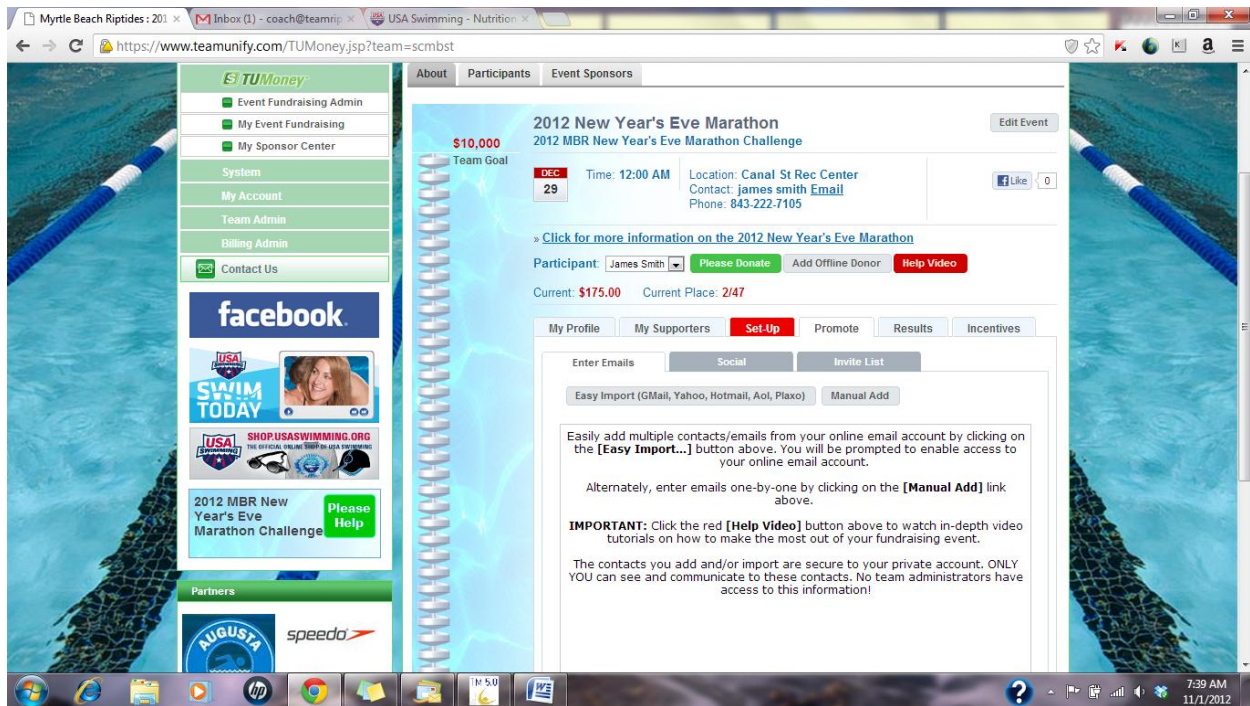 Myrtle Beach Riptides : 201
Inbox (1) - coach@teamrip
USA Swimming - Nutrition
https://www.teamunify.com/TUMoney.jsp?team=scmbst
TUMoney
Event Fundraising Admin
My Event Fundraising
My Sponsor Center
System
My Account
Team Admin
Billing Admin
Contact Us
facebook
USA
SWIM
TODAY
USA
SWIMMING
SHOP.USASWIMMING.ORG
THE OFFICIAL ONLINE SHOP OF USA SWIMMING
2012 MBR New
Year's Eve
Marathon Challenge
Please
Help
Partners
AUGUSTA
speedo
About Participants Event Sponsors
$10,000
Team Goal
2012 New Year's Eve Marathon
Edit Event
2012 MBR New Year's Eve Marathon Challenge
DEC
29
Time: 12:00 AM
Location: Canal St Rec Center
Contact: james smith Email
Phone: 843-222-7105
Like 0
» Click for more information on the 2012 New Year's Eve Marathon
Participant: James Smith Please Donate Add Offline Donor Help Video
Current: $175.00 Current Place: 2/47
My Profile My Supporters Set-Up Promote Results Incentives
Enter Emails Social Invite List
Easy Import (GMail, Yahoo, Hotmail, Aol, Plaxo) Manual Add
Easily add multiple contacts/emails from your online email account by clicking on
the [Easy Import...] button above. You will be prompted to enable access to
your online email account.
Alternately, enter emails one-by-one by clicking on the [Manual Add] link
above.
IMPORTANT: Click the red [Help Video] button above to watch in-depth video
tutorials on how to make the most out of your fundraising event.
The contacts you add and/or import are secure to your private account. ONLY
YOU can see and communicate to these contacts. No team administrators have
access to this information!
TM 5.0
7:39 AM
11/1/2012